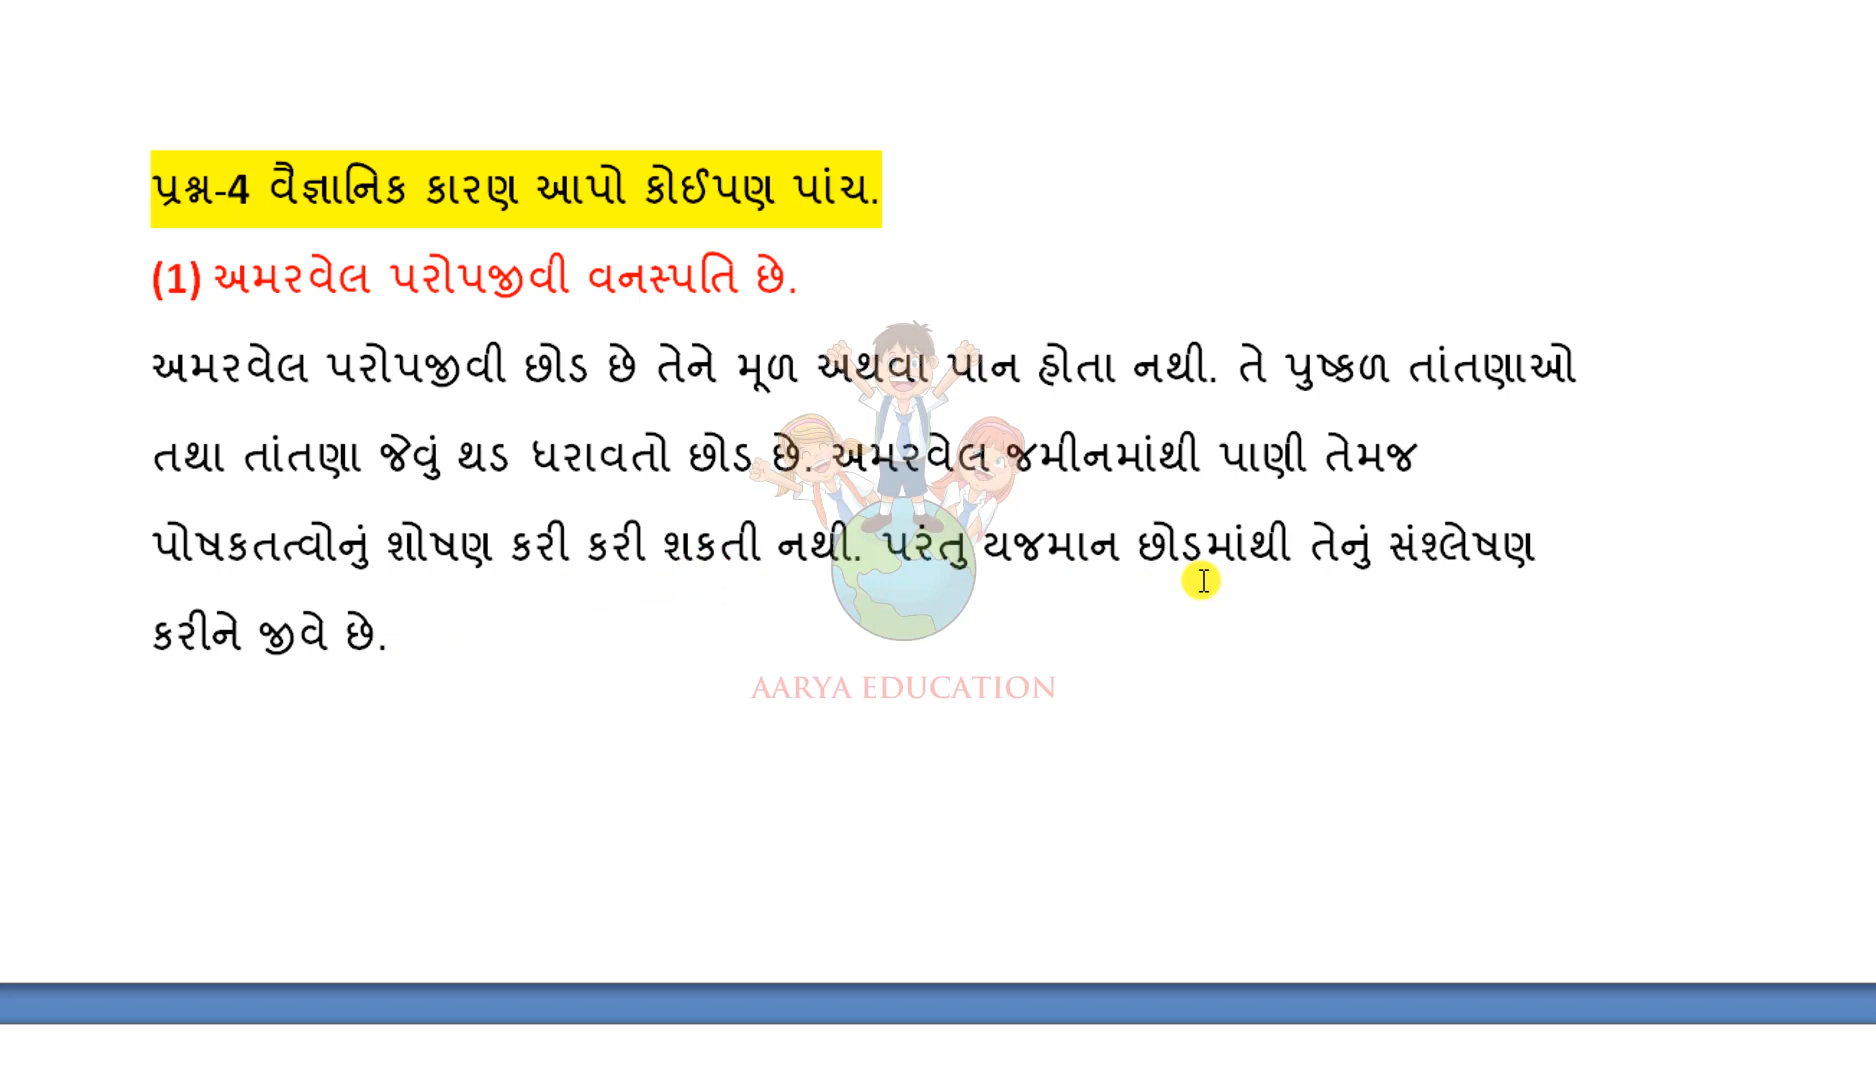 પ્રશ્ન-4 વૈજ્ઞાનિક કારણ આપો કોઈપણ પાંચ.
(1) અમરવેલ પરોપજીવી વનસ્પતિ છે.
અમરવેલ પરોપજીવી છોડ છે તેને મૂળ અથવા પાન હોતા નથી. તે પુષ્કળ તાંતણાઓ
તથા તાંતણા જેવું થડ ધરાવતો છોડ છે. અમરવેલ જમીનમાંથી પાણી તેમજ
પોષકતત્વોનું શોષણ કરી કરી શકતી નથી. પરંતુ યજમાન છોડમાંથી તેનું સંશ્લેષણ
કરીને જીવે છે.
AARYA EDUCATION